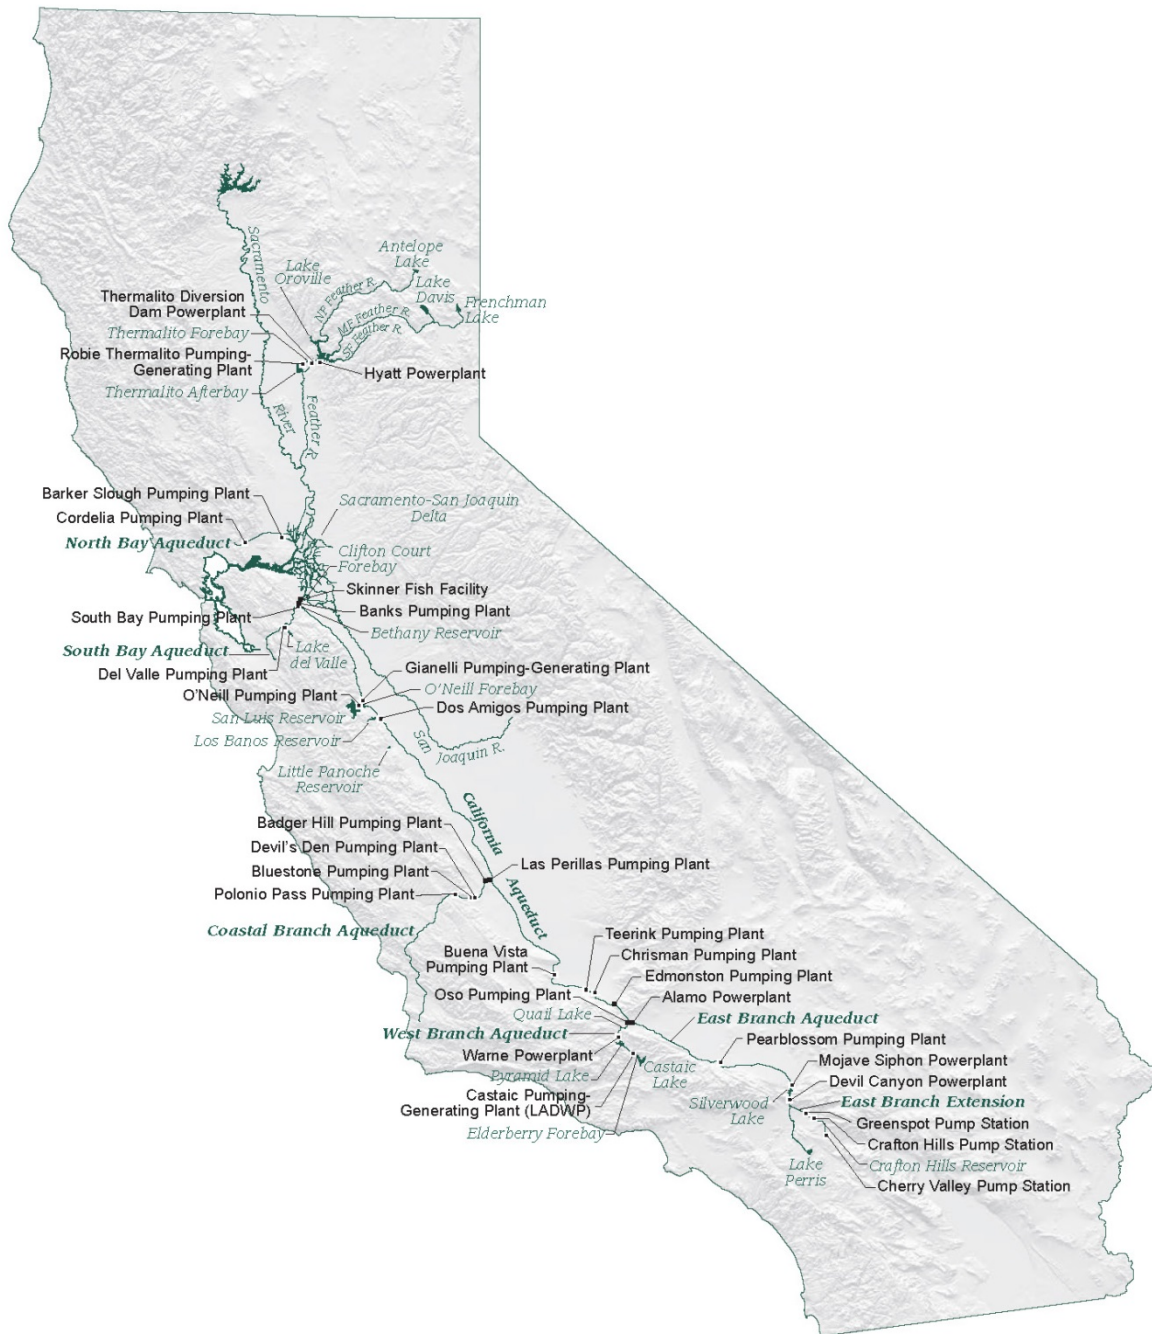 Sacramento
River
Lake
Oroville
Antelope
Lake
Lake
Davis
Frenchman
Lake
NF Feather R.
MF Feather R.
SF Feather R.
Thermalito Diversion
Dam Powerplant
Thermalito Forebay
Robie Thermalito Pumping-
Generating Plant
Thermalito Afterbay
Hyatt Powerplant
Feather R.
Barker Slough Pumping Plant
Cordelia Pumping Plant
North Bay Aqueduct
Sacramento-San Joaquin
Delta
Clifton Court
Forebay
Skinner Fish Facility
Banks Pumping Plant
Bethany Reservoir
South Bay Pumping Plant
South Bay Aqueduct
Lake
del Valle
Del Valle Pumping Plant
Gianelli Pumping-Generating Plant
O'Neill Forebay
O'Neill Pumping Plant
Dos Amigos Pumping Plant
San Luis Reservoir
Los Banos Reservoir
San
Joaquin R.
Little Panoche
Reservoir
California
Aqueduct
Badger Hill Pumping Plant
Devil's Den Pumping Plant
Bluestone Pumping Plant
Polonio Pass Pumping Plant
Las Perillas Pumping Plant
Coastal Branch Aqueduct
Buena Vista
Pumping Plant
Teerink Pumping Plant
Chrisman Pumping Plant
Edmonston Pumping Plant
Oso Pumping Plant
Alamo Powerplant
Quail Lake
East Branch Aqueduct
West Branch Aqueduct
Warne Powerplant
Pyramid Lake
Castaic
Lake
Castaic Pumping-
Generating Plant (LADWP)
Elderberry Forebay
Pearblossom Pumping Plant
Mojave Siphon Powerplant
Devil Canyon Powerplant
Silverwood
Lake
East Branch Extension
Greenspot Pump Station
Crafton Hills Pump Station
Crafton Hills Reservoir
Lake
Perris
Cherry Valley Pump Station